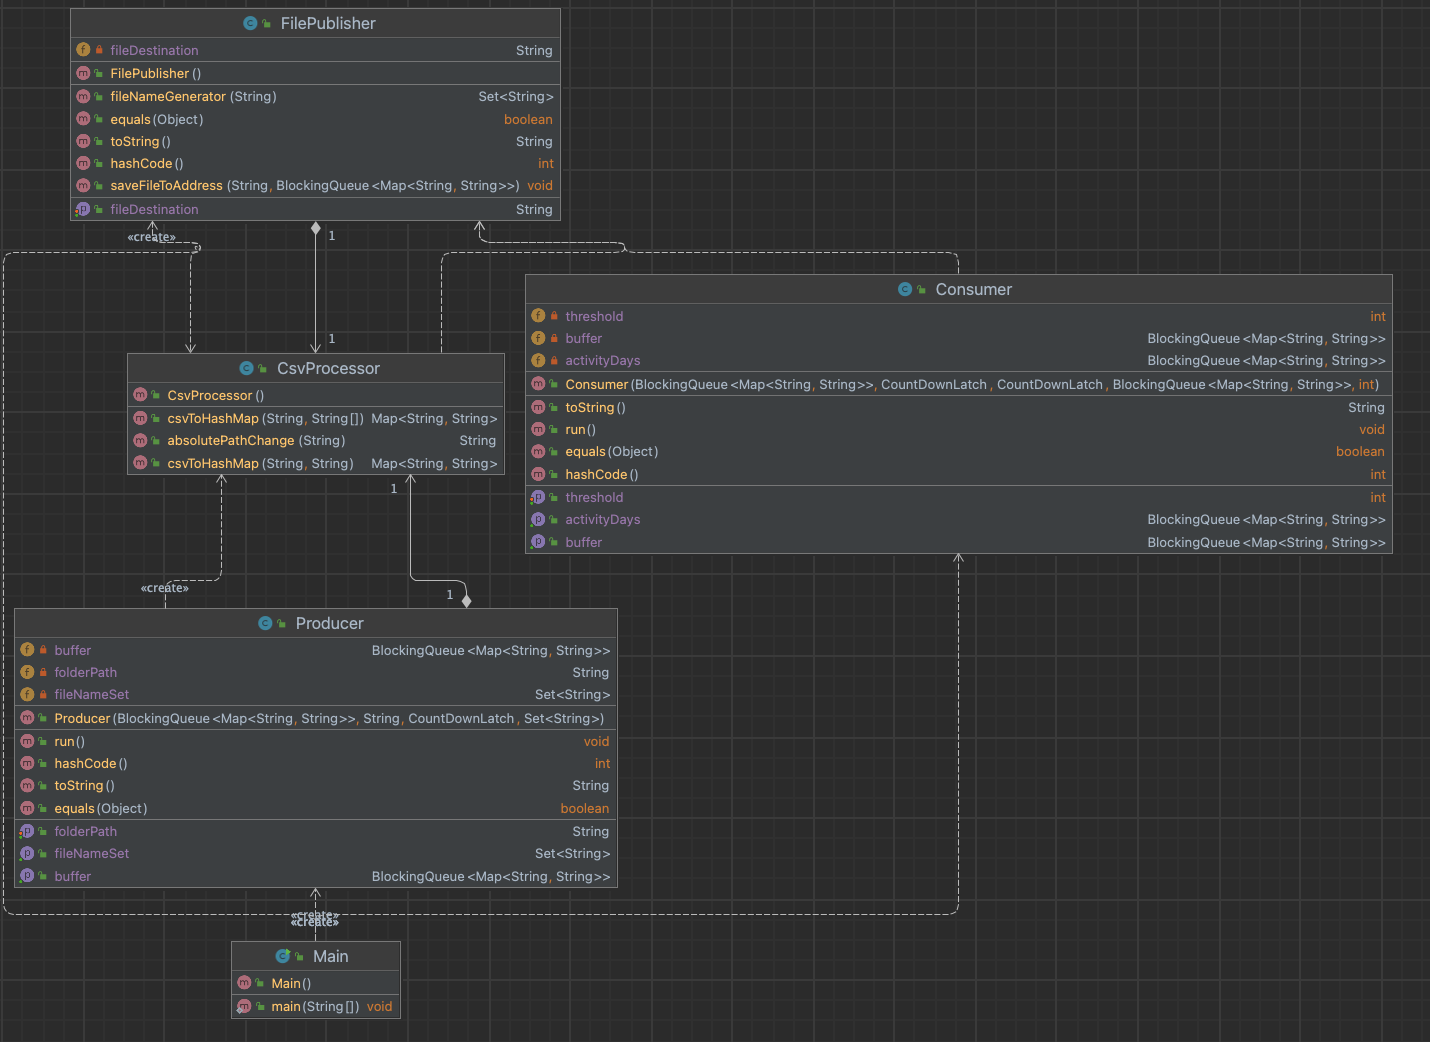 FilePublisher
fileDestination String
FilePublisher()
fileNameGenerator(String) Set<String>
equals(Object) boolean
toString() String
hashCode() int
saveFileToAddress(String, BlockingQueue<Map<String, String>>) void
fileDestination String
«create»
1
1
Consumer
threshold int
buffer BlockingQueue<Map<String, String>>
activityDays BlockingQueue<Map<String, String>>
Consumer(BlockingQueue<Map<String, String>>, CountDownLatch, CountDownLatch, BlockingQueue<Map<String, String>>, int)
toString() String
run() void
equals(Object) boolean
hashCode() int
threshold int
activityDays BlockingQueue<Map<String, String>>
buffer BlockingQueue<Map<String, String>>
CsvProcessor
CsvProcessor()
csvToHashMap(String, String[]) Map<String, String>
absolutePathChange(String) String
csvToHashMap(String, String) Map<String, String>
1
«create»
1
Producer
buffer BlockingQueue<Map<String, String>>
folderPath String
fileNameSet Set<String>
Producer(BlockingQueue<Map<String, String>>, String, CountDownLatch, Set<String>)
run() void
hashCode() int
toString() String
equals(Object) boolean
folderPath String
fileNameSet Set<String>
buffer BlockingQueue<Map<String, String>>
«create»
«create»
Main
Main()
main(String[]) void